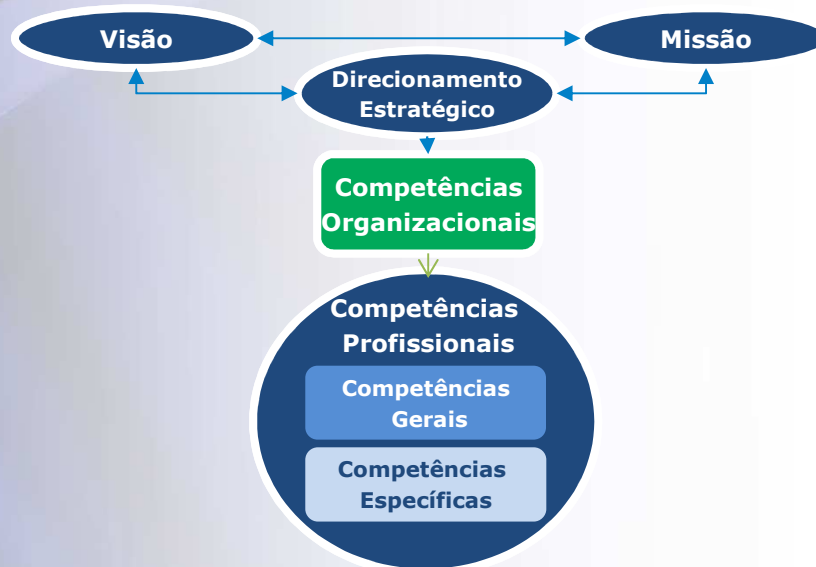 Visão
Missão
Direcionamento
Estratégico
Competências
Organizacionais
Competências
Profissionais
Competências
Gerais
Competências
Específicas